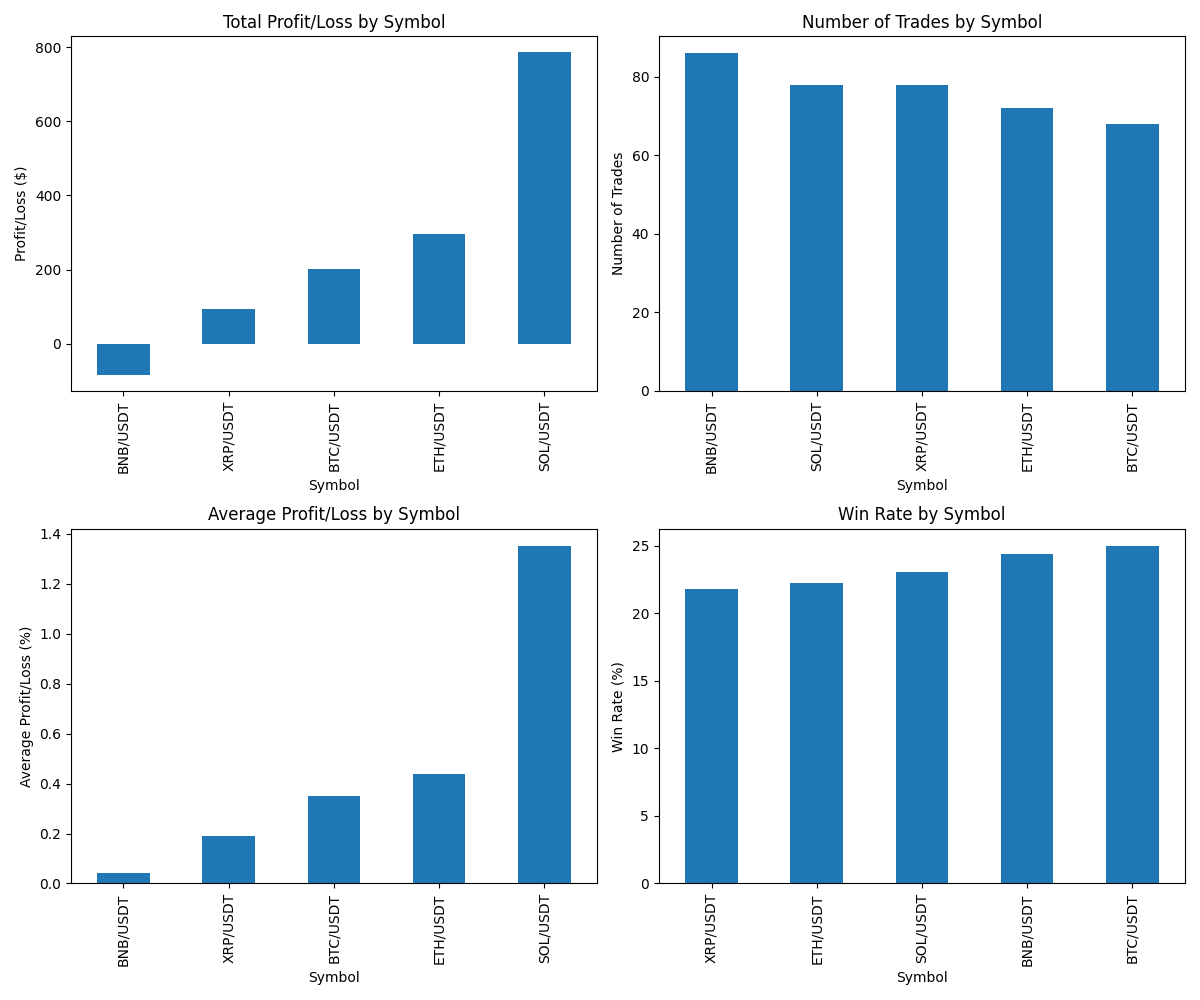 Total Profit/Loss by Symbol
Profit/Loss ($)
800
600
400
200
0
BNB/USDT
XRP/USDT
BTC/USDT
ETH/USDT
SOL/USDT
Symbol
Number of Trades by Symbol
Number of Trades
80
60
40
20
0
BNB/USDT
SOL/USDT
XRP/USDT
ETH/USDT
BTC/USDT
Symbol
Average Profit/Loss by Symbol
Average Profit/Loss (%)
1.4
1.2
1.0
0.8
0.6
0.4
0.2
0.0
BNB/USDT
XRP/USDT
BTC/USDT
ETH/USDT
SOL/USDT
Symbol
Win Rate by Symbol
Win Rate (%)
25
20
15
10
5
0
XRP/USDT
ETH/USDT
SOL/USDT
BNB/USDT
BTC/USDT
Symbol